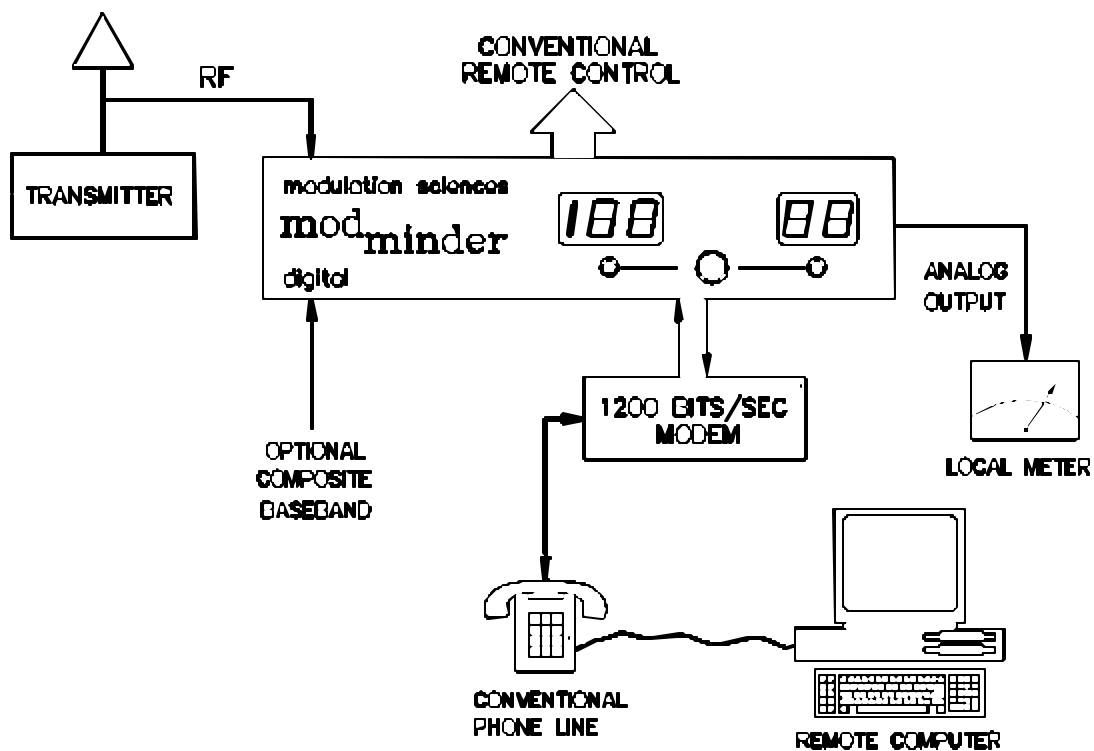 CONVENTIONAL
REMOTE CONTROL
RF
TRANSMITTER
modulation sciences
mod
minder
digital
188
88
ANALOG
OUTPUT
1200 BITS/SEC
MODEM
OPTIONAL
COMPOSITE
BASEBAND
LOCAL METER
CONVENTIONAL
PHONE LINE
REMOTE COMPUTER